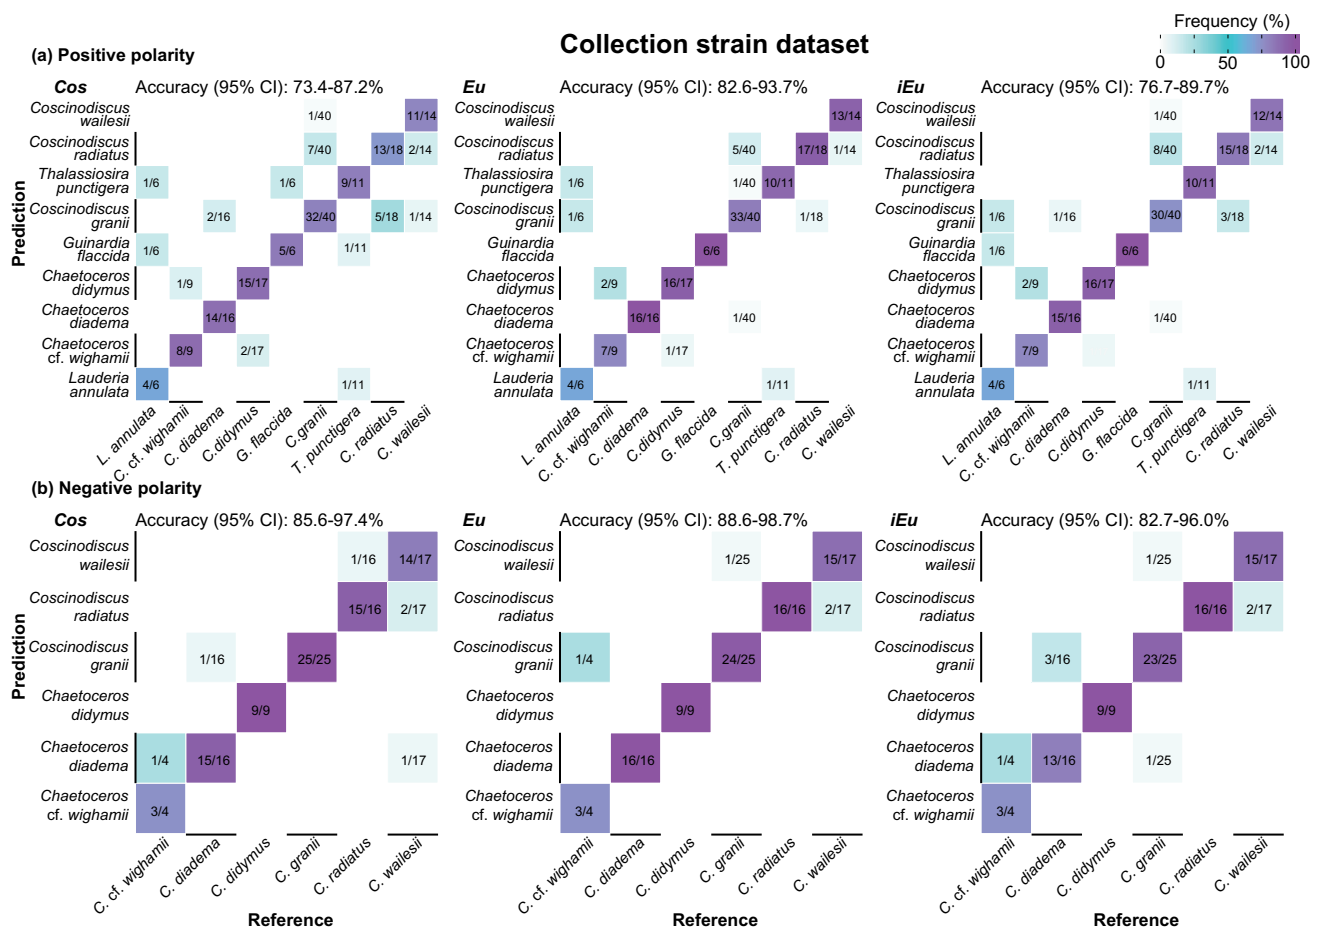 Collection strain dataset
Frequency (%)
0 50 100
(a) Positive polarity
Prediction
Cos Accuracy (95% CI): 73.4-87.2%
Coscinodiscus
wailesii
1/40 11/14
Coscinodiscus
radiatus
7/40 13/18 2/14
Thalassiosira
punctigera
1/6 1/6 9/11
Coscinodiscus
granii
2/16 32/40 5/18 1/14
Guinardia
flaccida
1/6 5/6 1/11
Chaetoceros
didymus
1/9 15/17
Chaetoceros
diadema
14/16
Chaetoceros
cf. wighamii
8/9 2/17
Lauderia
annulata
4/6 1/11
L. annulata
C. cf. wighamii
C. diadema
C.didymus
G. flaccida
C.granii
T. punctigera
C. radiatus
C. wailesii
Eu Accuracy (95% CI): 82.6-93.7%
Coscinodiscus
wailesii
13/14
Coscinodiscus
radiatus
5/40 17/18 1/14
Thalassiosira
punctigera
1/6 1/40 10/11
Coscinodiscus
granii
1/6 33/40 1/18
Guinardia
flaccida
6/6
Chaetoceros
didymus
2/9 16/17
Chaetoceros
diadema
16/16 1/40
Chaetoceros
cf. wighamii
7/9 1/17
Lauderia
annulata
4/6 1/11
L. annulata
C. cf. wighamii
C. diadema
C.didymus
G. flaccida
C.granii
T. punctigera
C. radiatus
C. wailesii
iEu Accuracy (95% CI): 76.7-89.7%
Coscinodiscus
wailesii
1/40 12/14
Coscinodiscus
radiatus
8/40 15/18 2/14
Thalassiosira
punctigera
10/11
Coscinodiscus
granii
1/6 1/16 30/40 3/18
Guinardia
flaccida
1/6 6/6
Chaetoceros
didymus
2/9 16/17
Chaetoceros
diadema
15/16 1/40
Chaetoceros
cf. wighamii
7/9
Lauderia
annulata
4/6 1/11
L. annulata
C. cf. wighamii
C. diadema
C.didymus
G. flaccida
C.granii
T. punctigera
C. radiatus
C. wailesii
(b) Negative polarity
Prediction
Cos Accuracy (95% CI): 85.6-97.4%
Coscinodiscus
wailesii
1/16 14/17
Coscinodiscus
radiatus
15/16 2/17
Coscinodiscus
granii
1/16 25/25
Chaetoceros
didymus
9/9
Chaetoceros
diadema
1/4 15/16 1/17
Chaetoceros
cf. wighamii
3/4
C. cf. wighamii
C. diadema
C. didymus
C. granii
C. radiatus
C. wailesii
Reference
Eu Accuracy (95% CI): 88.6-98.7%
Coscinodiscus
wailesii
1/25 15/17
Coscinodiscus
radiatus
16/16 2/17
Coscinodiscus
granii
1/4 24/25
Chaetoceros
didymus
9/9
Chaetoceros
diadema
16/16
Chaetoceros
cf. wighamii
3/4
C. cf. wighamii
C. diadema
C. didymus
C. granii
C. radiatus
C. wailesii
Reference
iEu Accuracy (95% CI): 82.7-96.0%
Coscinodiscus
wailesii
1/25 15/17
Coscinodiscus
radiatus
16/16 2/17
Coscinodiscus
granii
3/16 23/25
Chaetoceros
didymus
9/9
Chaetoceros
diadema
1/4 13/16 1/25
Chaetoceros
cf. wighamii
3/4
C. cf. wighamii
C. diadema
C. didymus
C. granii
C. radiatus
C. wailesii
Reference